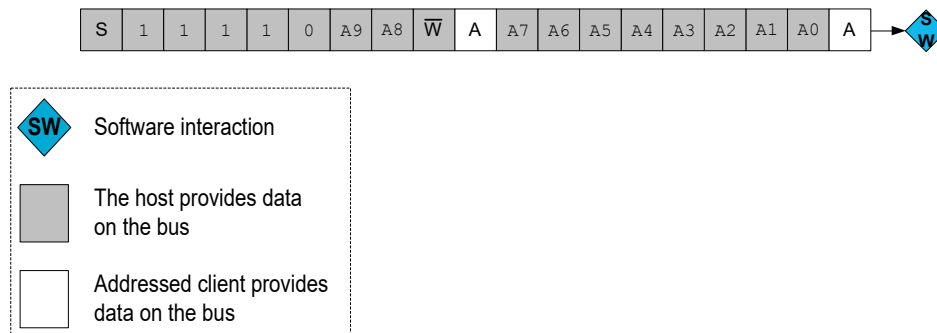 S 1 1 1 1 0 A9 A8 W̅ A A7 A6 A5 A4 A3 A2 A1 A0 A SW
SW Software interaction
The host provides data
on the bus
Addressed client provides
data on the bus